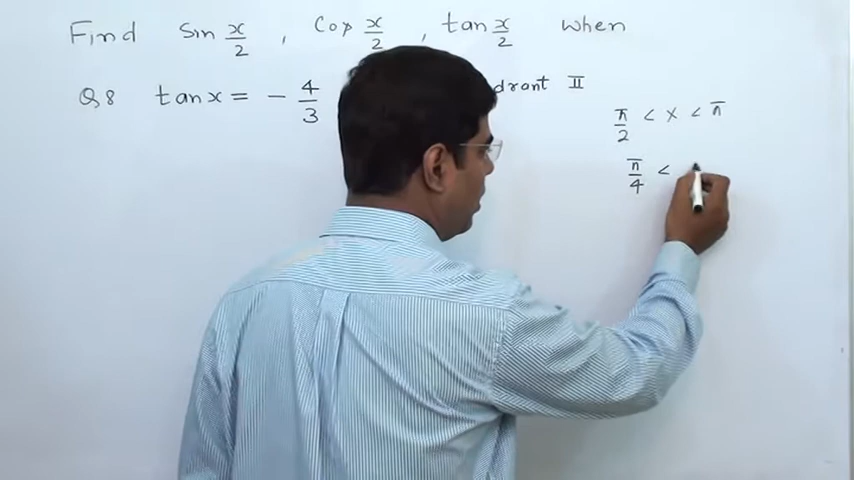 Find sin x/2 , Cos x/2 , tan x/2 when
Q8 tan x = - 4/3 drant II
π/2 < x < π
π/4 <